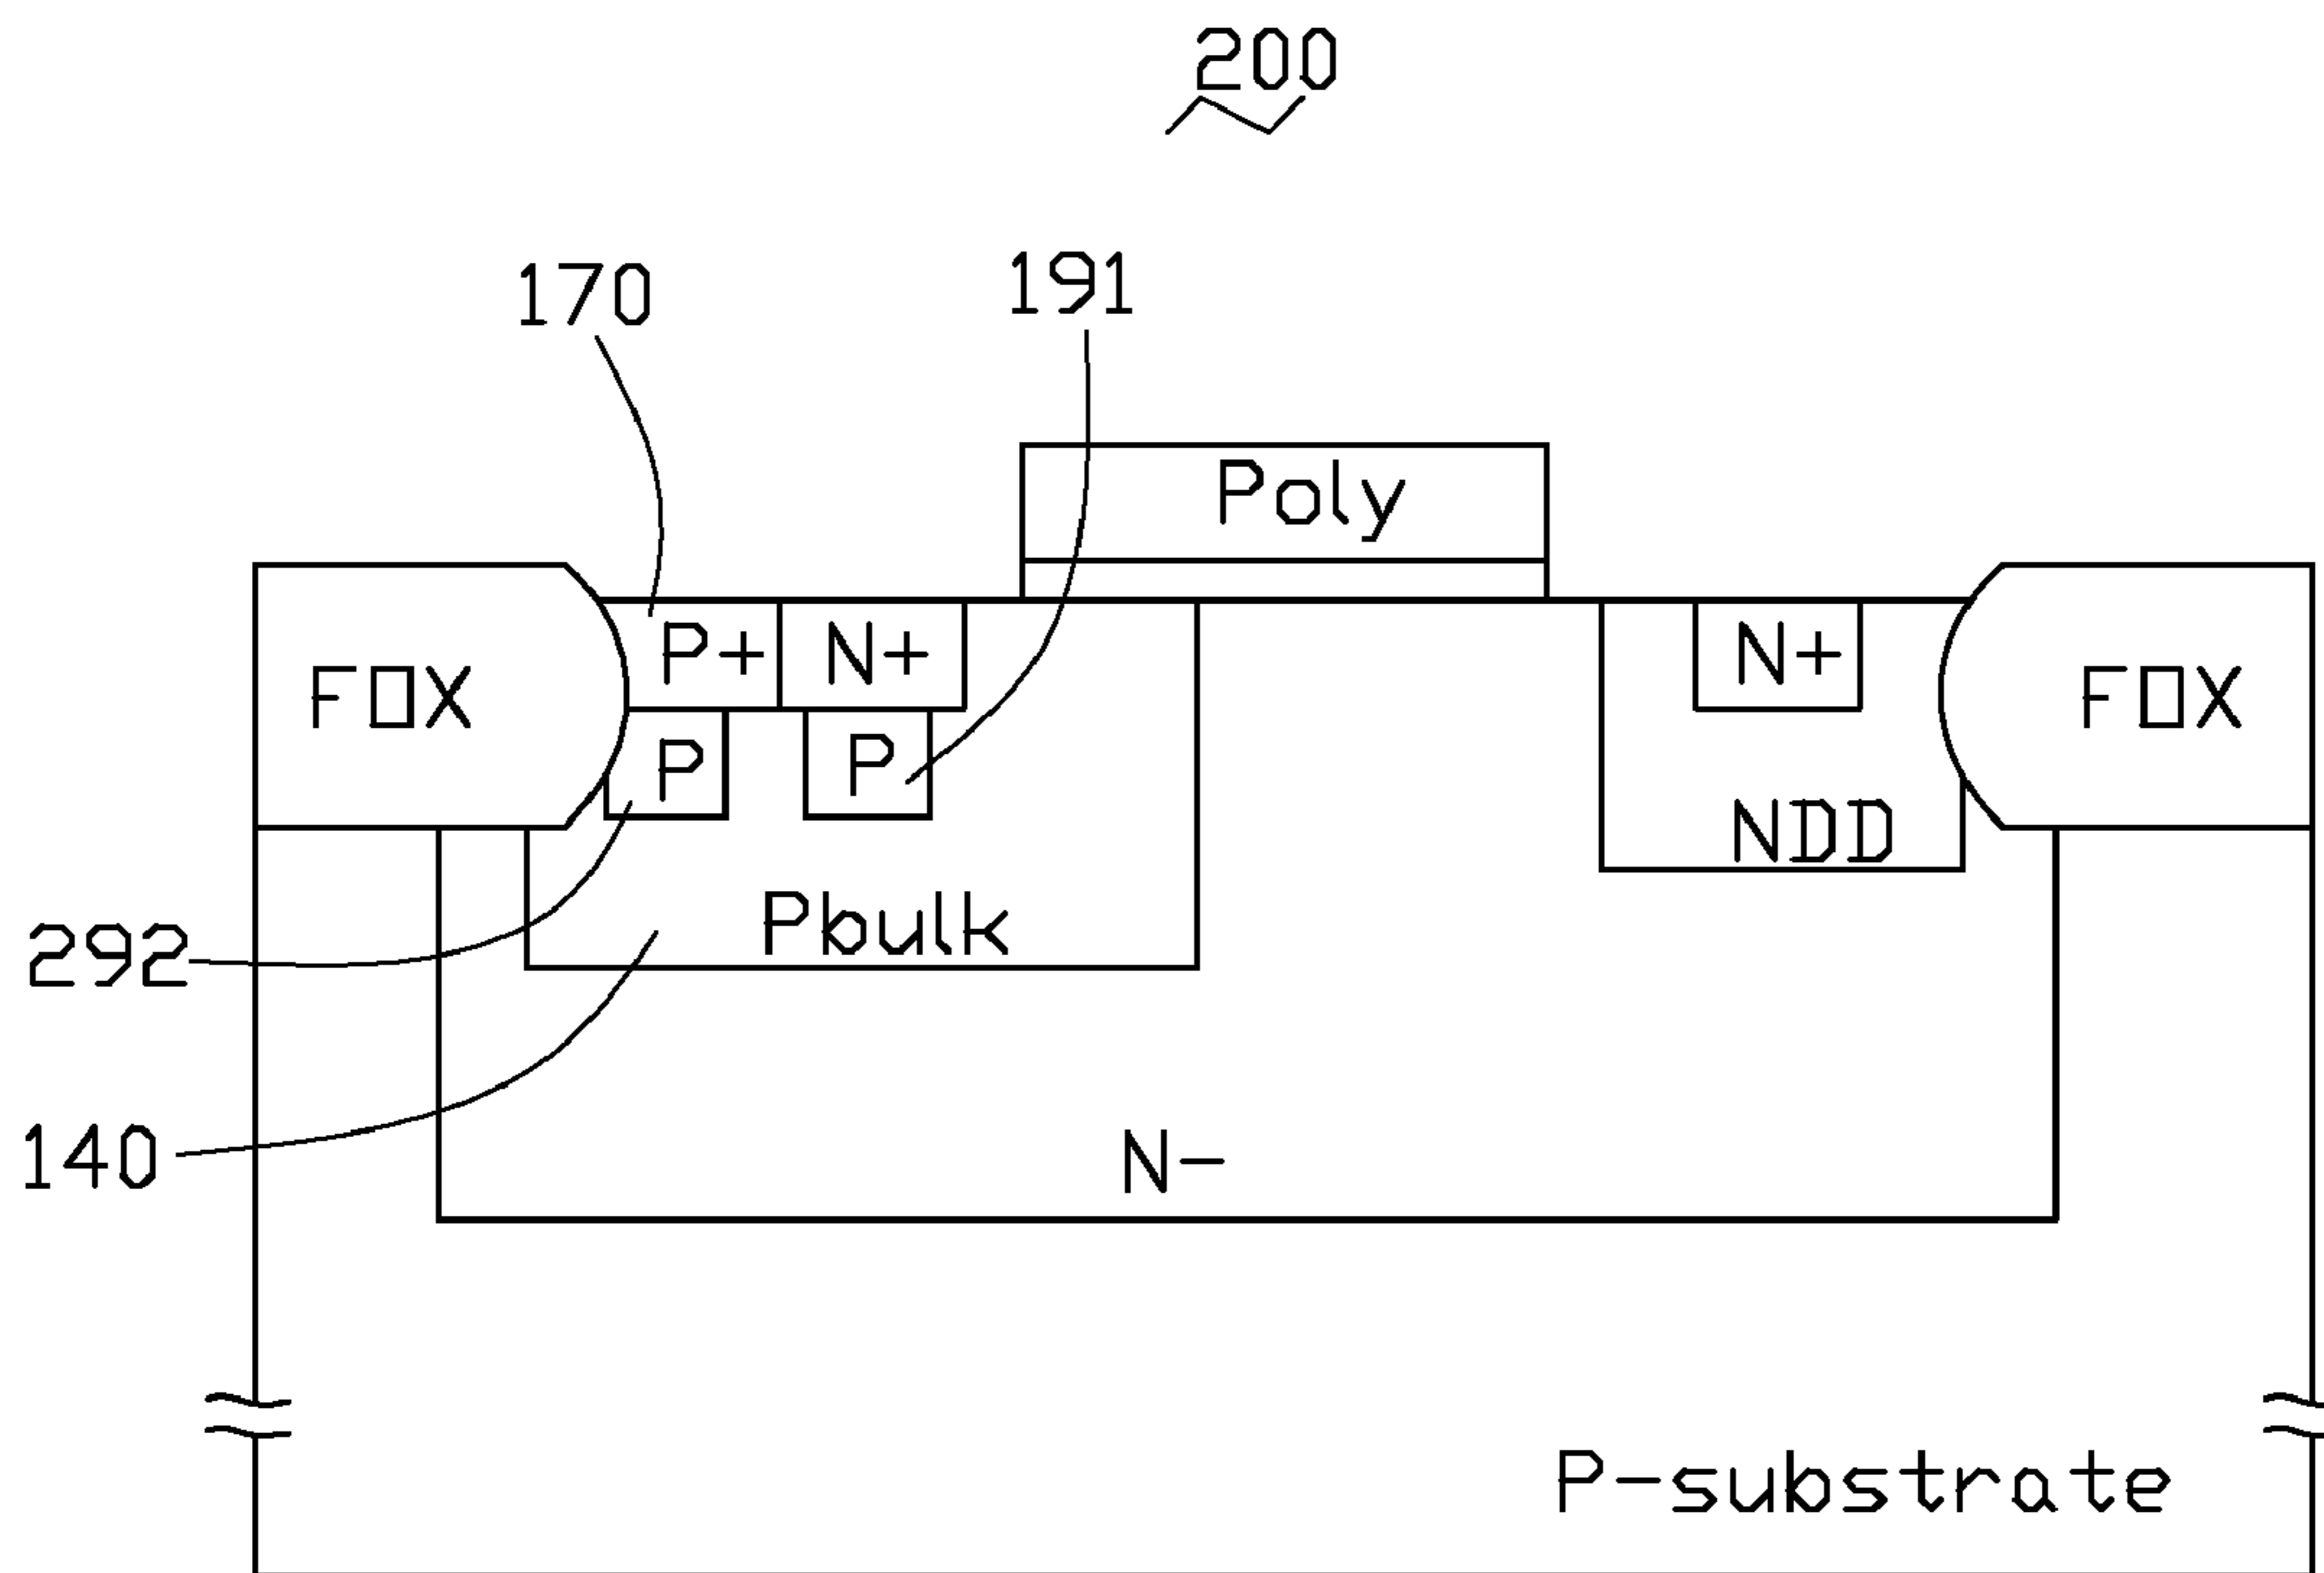 200
170
191
Poly
P+ N+ N+
FOX FOX
P P
NDD
Pbulk
292
140
N-
P-substrate